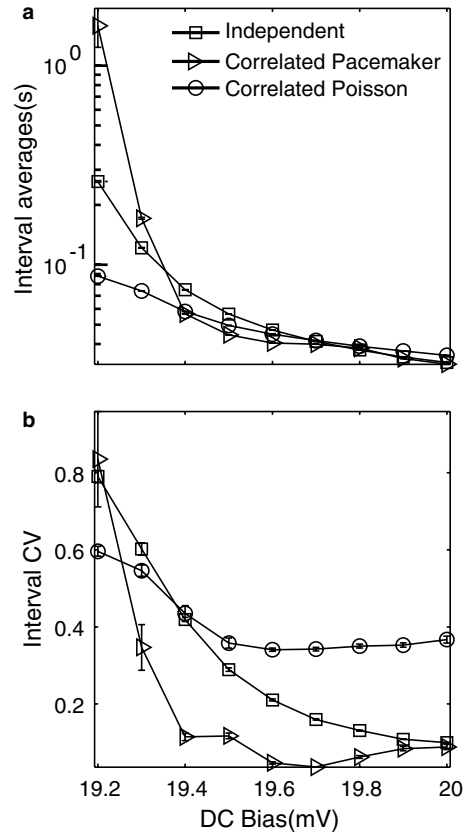 a
Independent
Correlated Pacemaker
Correlated Poisson
10^0
10^-1
Interval averages(s)
b
0.8
0.6
0.4
0.2
Interval CV
19.2 19.4 19.6 19.8 20
DC Bias(mV)